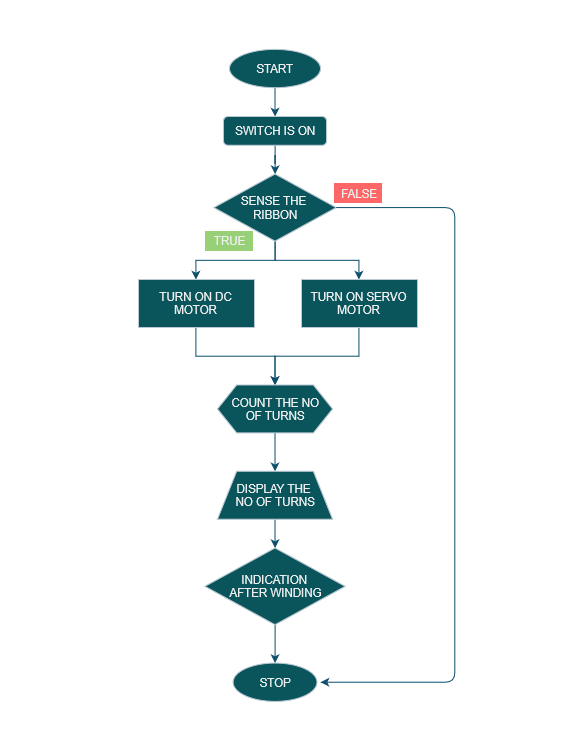 START
SWITCH IS ON
SENSE THE
RIBBON
FALSE
TRUE
TURN ON DC
MOTOR
TURN ON SERVO
MOTOR
COUNT THE NO
OF TURNS
DISPLAY THE
NO OF TURNS
INDICATION
AFTER WINDING
STOP